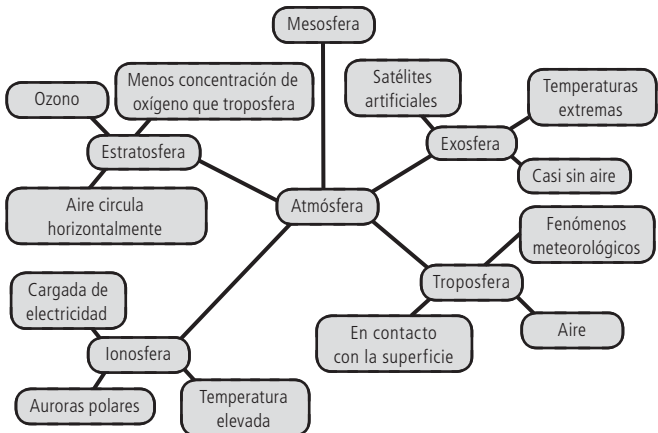 Mesosfera
Ozono
Menos concentración de
oxígeno que troposfera
Estratosfera
Aire circula
horizontalmente
Satélites
artificiales
Temperaturas
extremas
Exosfera
Casi sin aire
Atmósfera
Fenómenos
meteorológicos
Troposfera
En contacto
con la superficie
Aire
Cargada de
electricidad
Ionosfera
Auroras polares
Temperatura
elevada